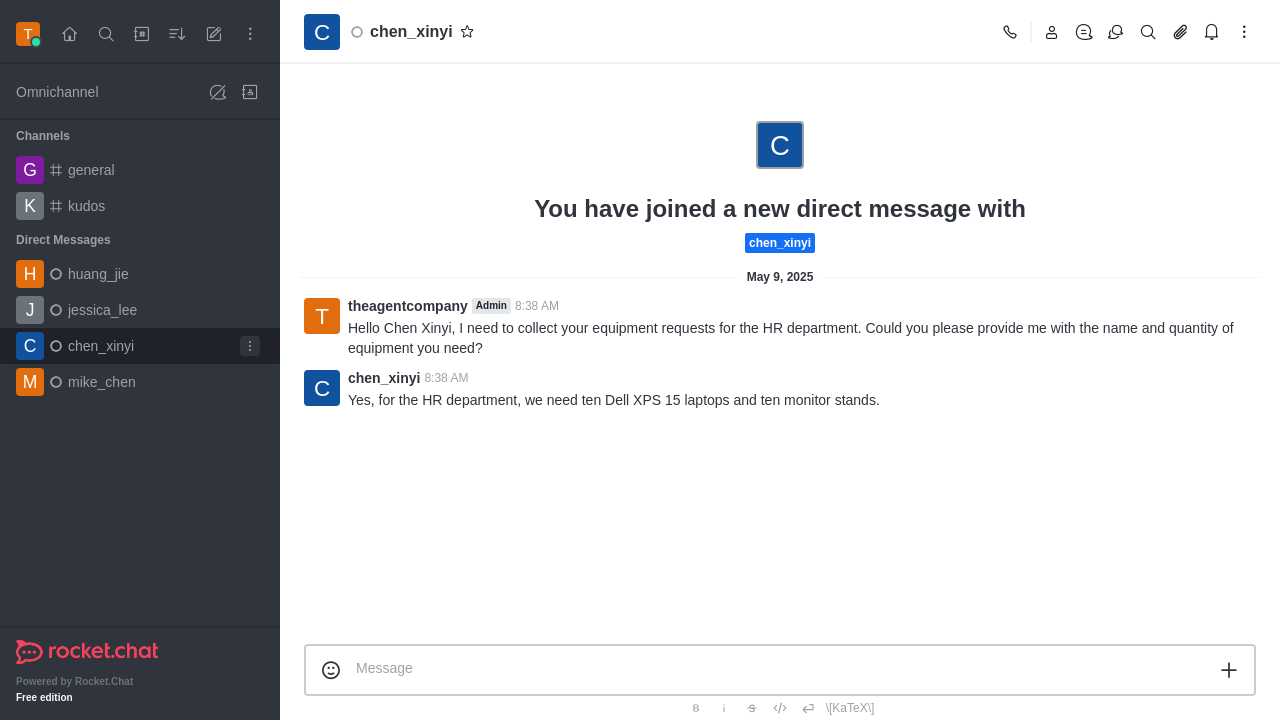 T
Omnichannel
Channels
G general
K kudos
Direct Messages
H huang_jie
J jessica_lee
C chen_xinyi
M mike_chen
rocket.chat
Powered by Rocket.Chat
Free edition
C chen_xinyi
C
You have joined a new direct message with
chen_xinyi
May 9, 2025
T theagentcompany Admin 8:38 AM
Hello Chen Xinyi, I need to collect your equipment requests for the HR department. Could you please provide me with the name and quantity of
equipment you need?
C chen_xinyi 8:38 AM
Yes, for the HR department, we need ten Dell XPS 15 laptops and ten monitor stands.
Message
B i S \[KaTeX\]